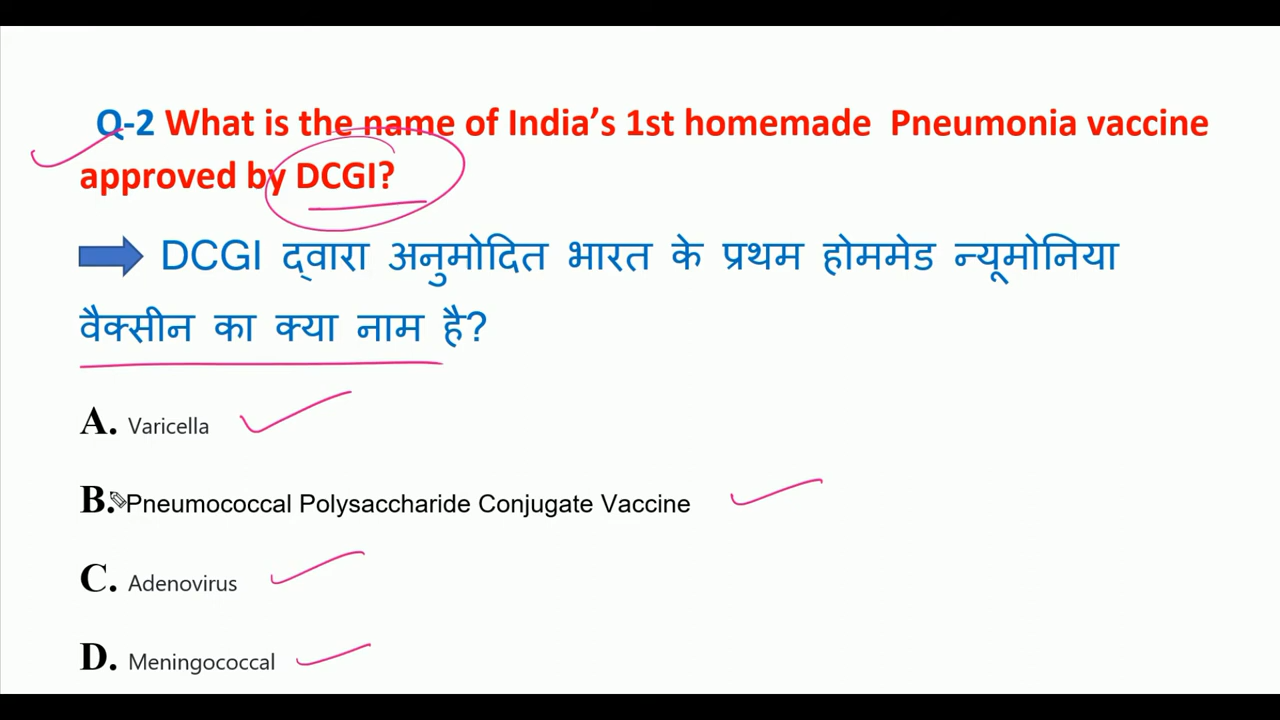 Q-2 What is the name of India’s 1st homemade Pneumonia vaccine
approved by DCGI?
DCGI द्वारा अनुमोदित भारत के प्रथम होममेड न्यूमोनिया
वैक्सीन का क्या नाम है?
A. Varicella
B. Pneumococcal Polysaccharide Conjugate Vaccine
C. Adenovirus
D. Meningococcal